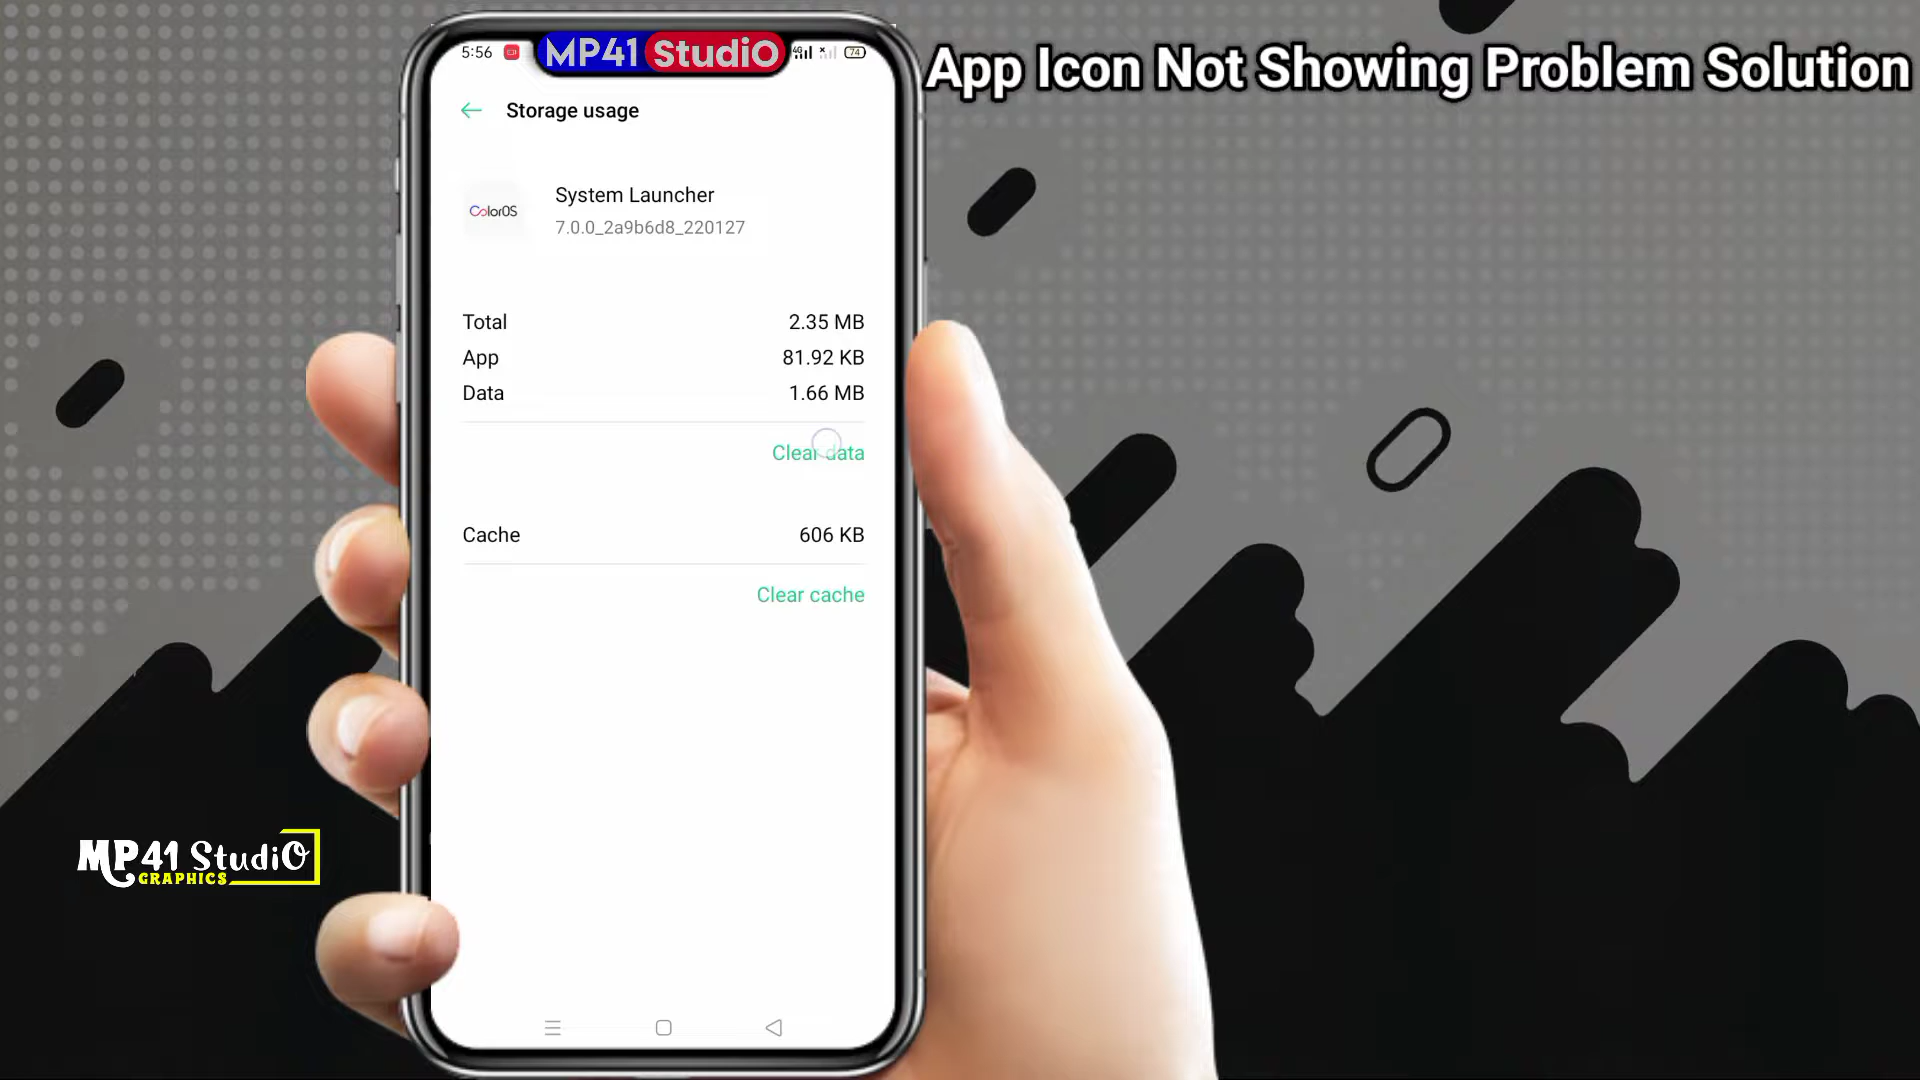 5:56
MP41 StudiO
4G
74
App Icon Not Showing Problem Solution
Storage usage
ColorOS
System Launcher
7.0.0_2a9b6d8_220127
Total 2.35 MB
App 81.92 KB
Data 1.66 MB
Clear data
Cache 606 KB
Clear cache
MP41 StudiO
GRAPHICS